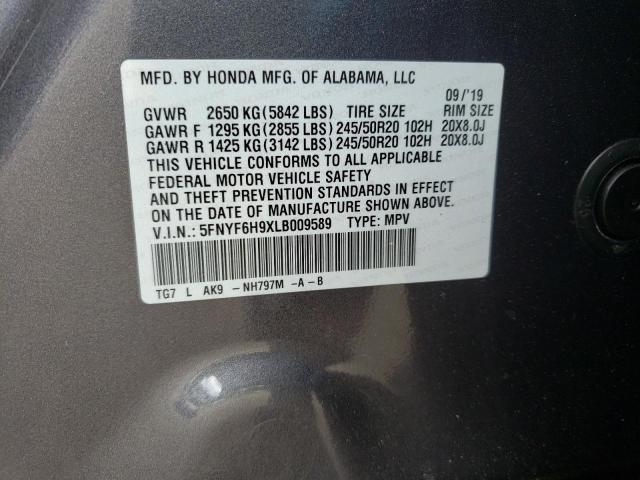 MFD. BY HONDA MFG. OF ALABAMA, LLC
09/'19
GVWR 2650 KG(5842 LBS) TIRE SIZE RIM SIZE
GAWR F 1295 KG(2855 LBS)245/50R20 102H 20X8.0J
GAWR R 1425 KG(3142 LBS)245/50R20 102H 20X8.0J
THIS VEHICLE CONFORMS TO ALL APPLICABLE
FEDERAL MOTOR VEHICLE SAFETY
AND THEFT PREVENTION STANDARDS IN EFFECT
ON THE DATE OF MANUFACTURE SHOWN ABOVE.
V.I.N.: 5FNYF6H9XLB009589 TYPE: MPV
TG7 L AK9 -NH797M -A-B